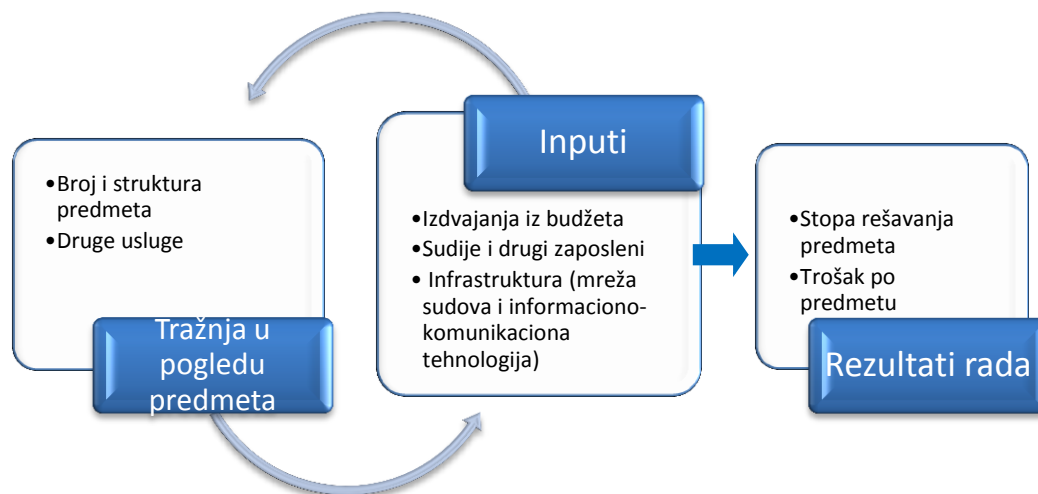 •Broj i struktura
predmeta
•Druge usluge
Tražnja u
pogledu
predmeta
Inputi
•Izdvajanja iz budžeta
•Sudije i drugi zaposleni
• Infrastruktura (mreža
sudova i informaciono-
komunikaciona
tehnologija)
•Stopa rešavanja
predmeta
•Trošak po
predmetu
Rezultati rada